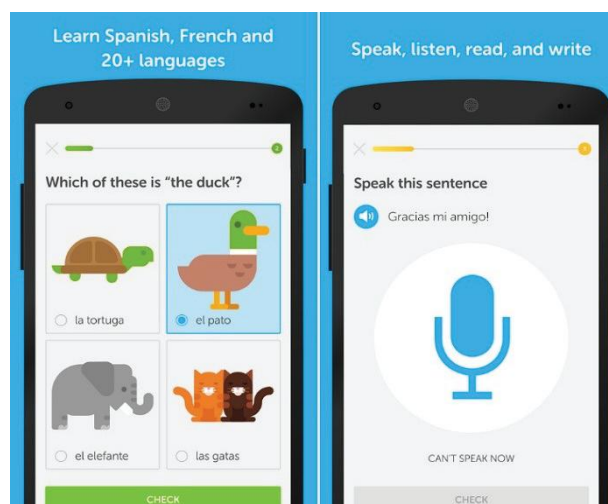 Learn Spanish, French and
20+ languages
2
Which of these is "the duck"?
la tortuga
el pato
el elefante
las gatas
CHECK
Speak, listen, read, and write
Speak this sentence
Gracias mi amigo!
CAN'T SPEAK NOW
CHECK